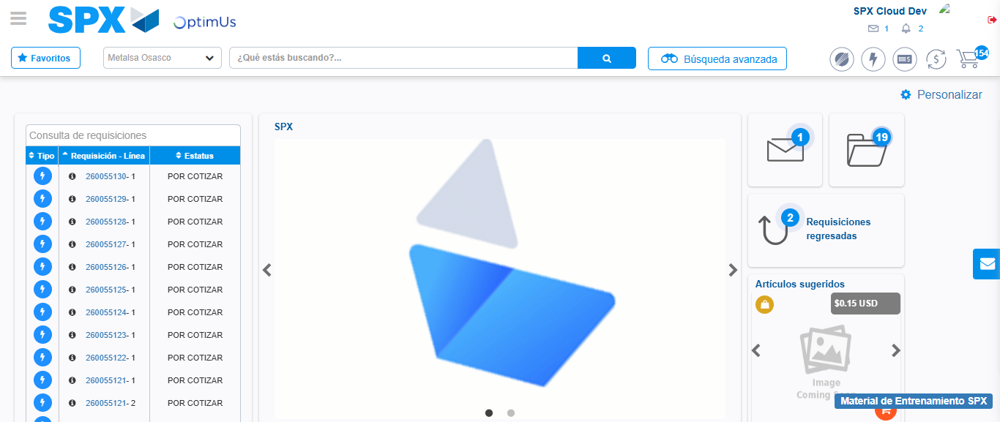 SPX
OptimUs
SPX Cloud Dev
1
2
Favoritos
Metalsa Osasco
¿Qué estás buscando?...
Búsqueda avanzada
154
Personalizar
Consulta de requisiciones
Tipo Requisición - Línea Estatus
260055130- 1 POR COTIZAR
260055129- 1 POR COTIZAR
260055128- 1 POR COTIZAR
260055127- 1 POR COTIZAR
260055126- 1 POR COTIZAR
260055125- 1 POR COTIZAR
260055124- 1 POR COTIZAR
260055123- 1 POR COTIZAR
260055122- 1 POR COTIZAR
260055121- 1 POR COTIZAR
260055121- 2 POR COTIZAR
SPX
1
19
2
Requisiciones
regresadas
Artículos sugeridos
$0.15 USD
Image
Coming
Material de Entrenamiento SPX